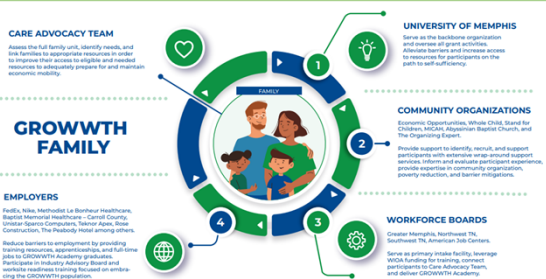 CARE ADVOCACY TEAM
Assess the full family unit, identify needs, and
link families to appropriate resources in order
to improve their access to eligible and needed
resources to adequately prepare for and maintain
economic mobility.
GROWWTH
FAMILY
EMPLOYERS
FedEx, Nike, Methodist Le Bonheur Healthcare,
Baptist Memorial Healthcare – Carroll County,
Unistar-Sparco Computers, Teknor Apex, Rose
Construction, The Peabody Hotel among others.
Reduce barriers to employment by providing
training resources, apprenticeships, and full-time
jobs to GROWWTH Academy graduates.
Participate in Industry Advisory Board and
worksite readiness training focused on embra-
cing the GROWWTH population.
FAMILY
1
2
3
4
UNIVERSITY OF MEMPHIS
Serve as the backbone organization
and oversee all grant activities.
Alleviate barriers and increase access
to resources for participants on the
path to self-sufficiency.
COMMUNITY ORGANIZATIONS
Economic Opportunities, Whole Child, Stand for
Children, MICAH, Abyssinian Baptist Church, and
The Organizing Expert.
Provide support to identify, recruit, and support
participants with extensive wrap-around support
services. Inform and evaluate participant experience,
provide expertise in community organization,
poverty reduction, and barrier mitigations.
WORKFORCE BOARDS
Greater Memphis, Northwest TN,
Southwest TN, American Job Centers.
Serve as primary intake facility, leverage
WIOA funding for training, connect
participants to Care Advocacy Team,
and deliver GROWWTH Academy.